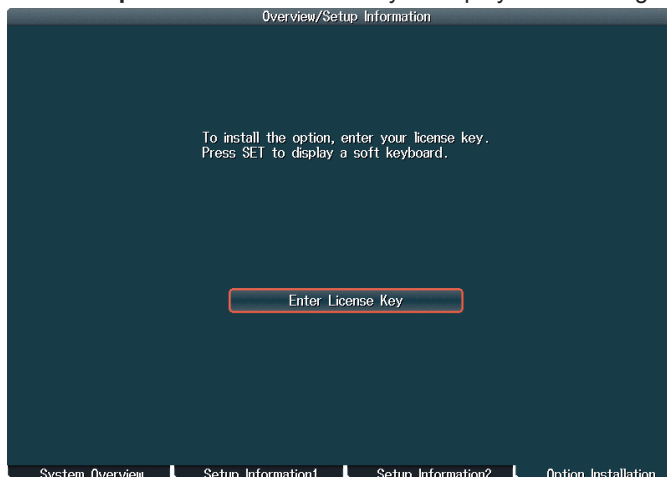 Overview/Setup Information
To install the option, enter your license key.
Press SET to display a soft keyboard.
Enter License Key
System Overview
Setup Information1
Setup Information2
Option Installation